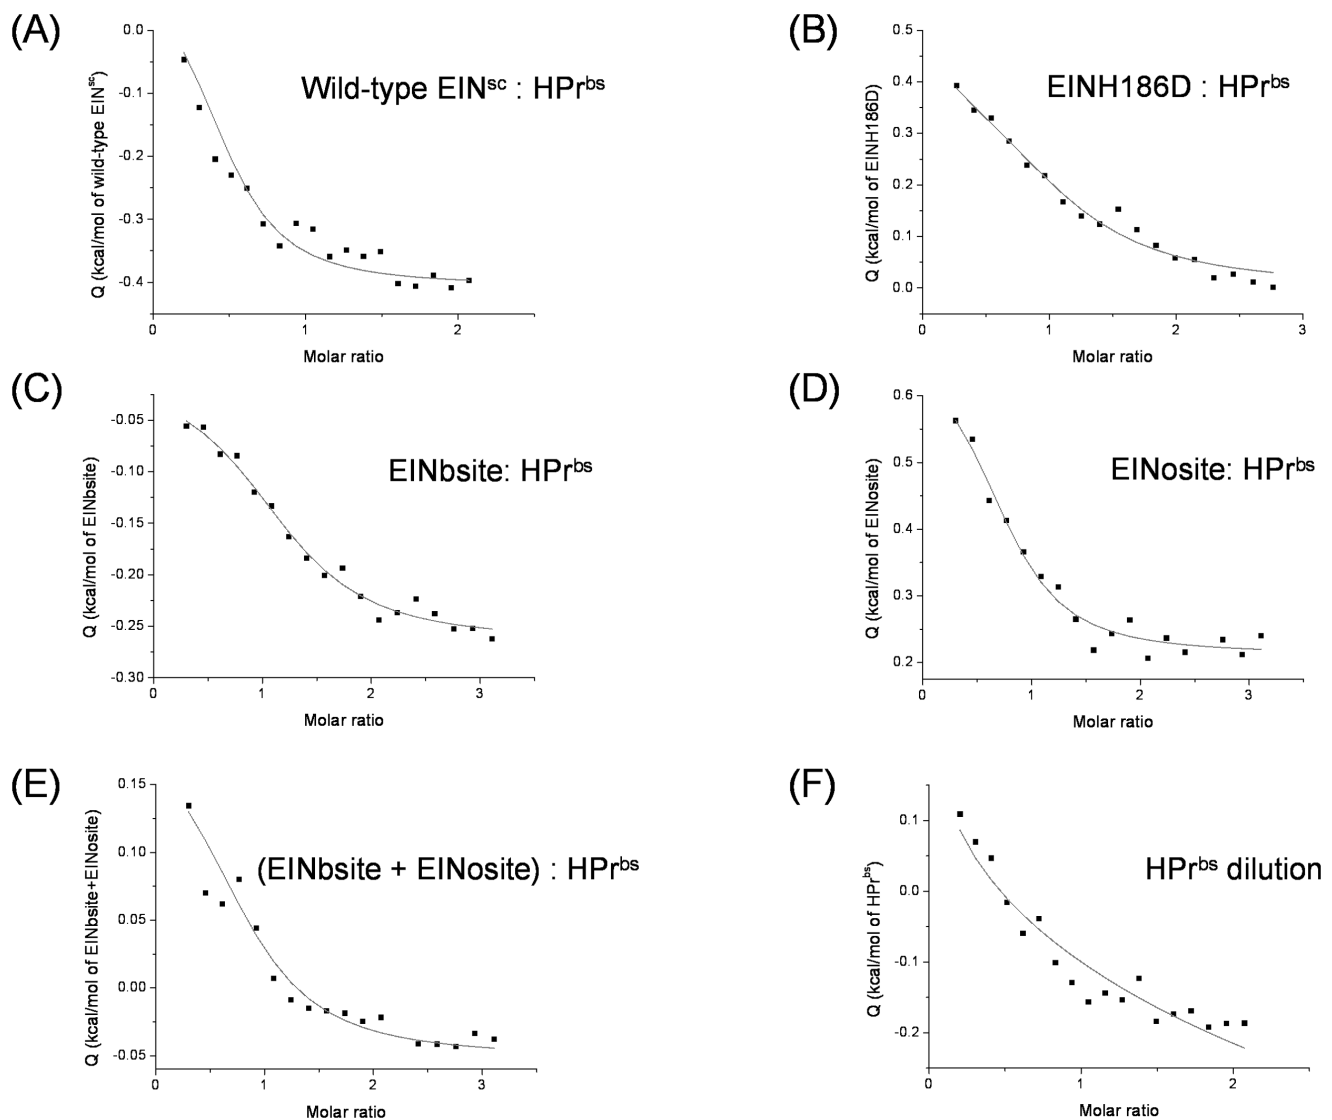 (A)
Q (kcal/mol of wild-type EINsc)
0.0
-0.1
-0.2
-0.3
-0.4
Wild-type EINsc : HPrbs
0 1 2
Molar ratio
(B)
Q (kcal/mol of EINH186D)
0.5
0.4
0.3
0.2
0.1
0.0
EINH186D : HPrbs
0 1 2 3
Molar ratio
(C)
Q (kcal/mol of EINbsite)
-0.05
-0.10
-0.15
-0.20
-0.25
-0.30
EINbsite: HPrbs
0 1 2 3
Molar ratio
(D)
Q (kcal/mol of EINosite)
0.6
0.5
0.4
0.3
0.2
EINosite: HPrbs
0 1 2 3
Molar ratio
(E)
Q (kcal/mol of EINbsite+EINosite)
0.15
0.10
0.05
0.00
-0.05
(EINbsite + EINosite) : HPrbs
0 1 2 3
Molar ratio
(F)
Q (kcal/mol of HPrbs)
0.1
0.0
-0.1
-0.2
HPrbs dilution
0 1 2
Molar ratio